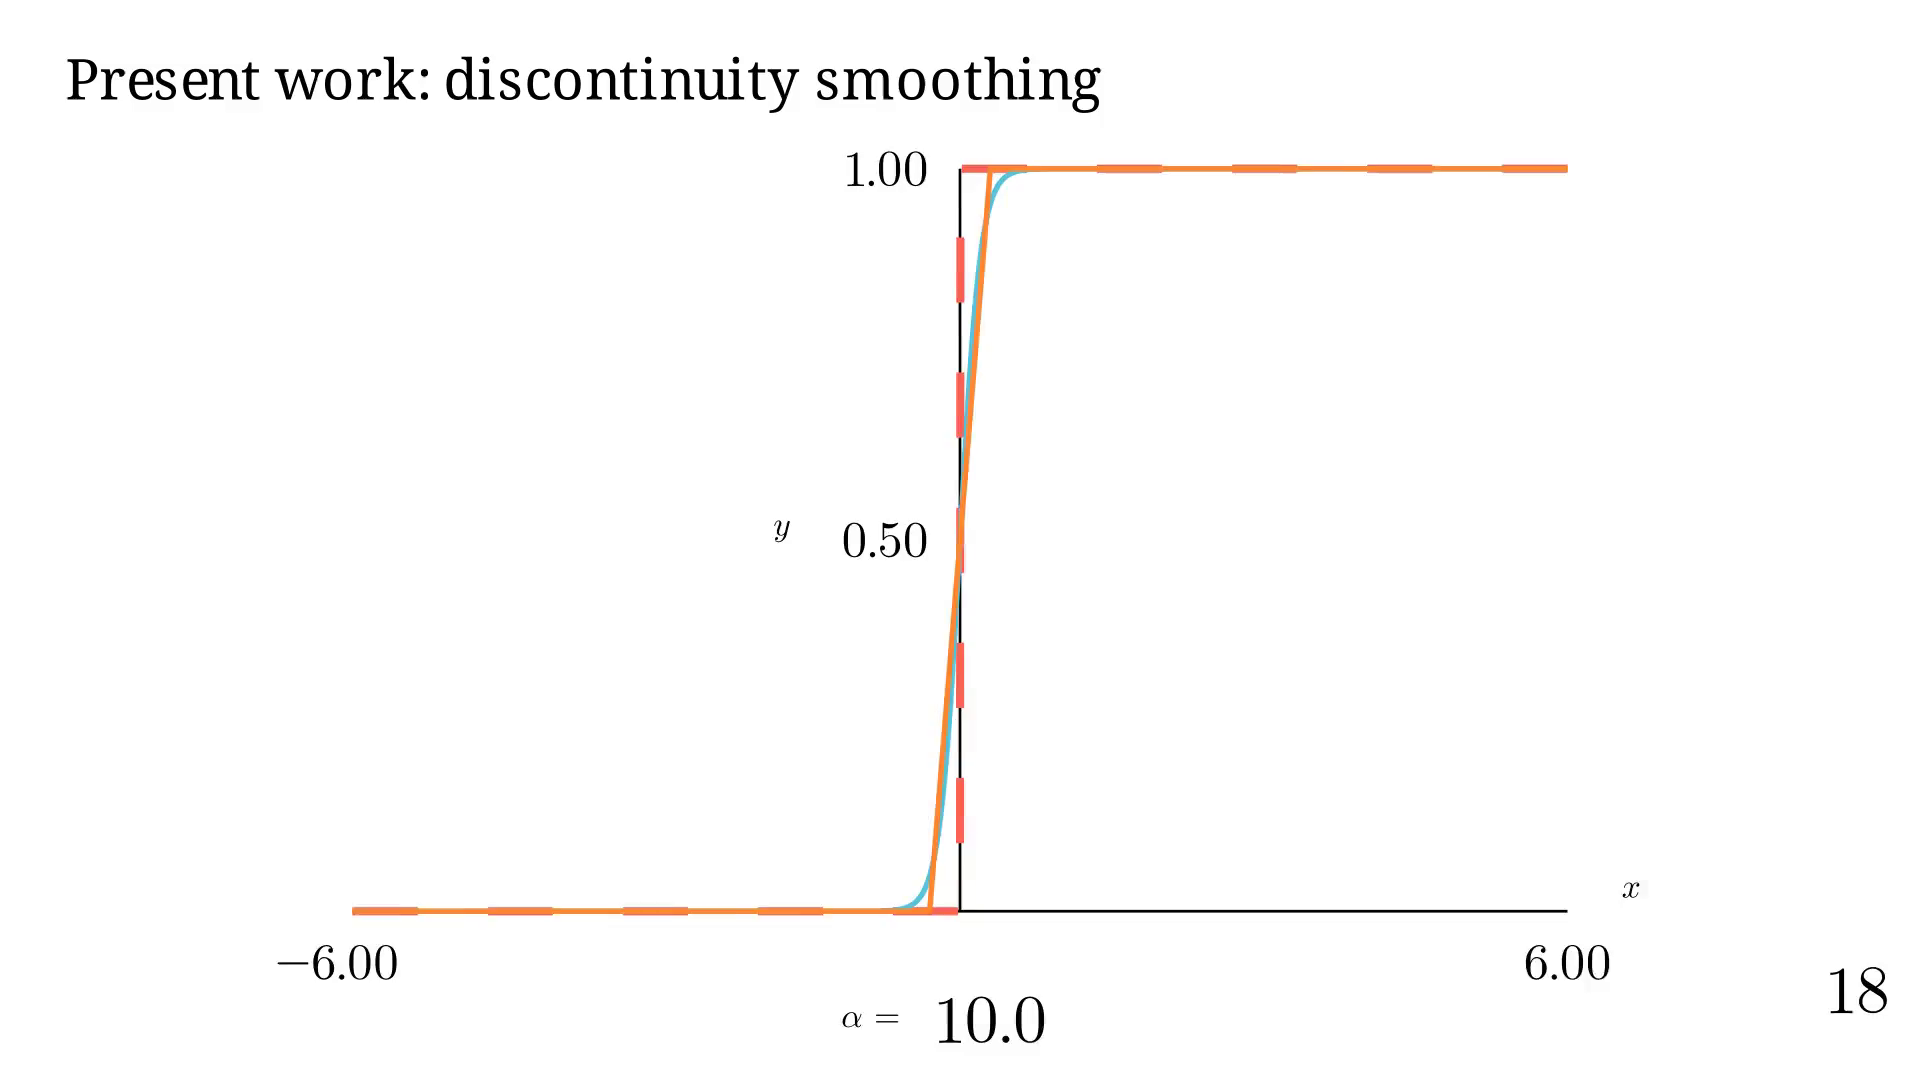 Present work: discontinuity smoothing
1.00
y 0.50
x
−6.00 6.00
α = 10.0
18